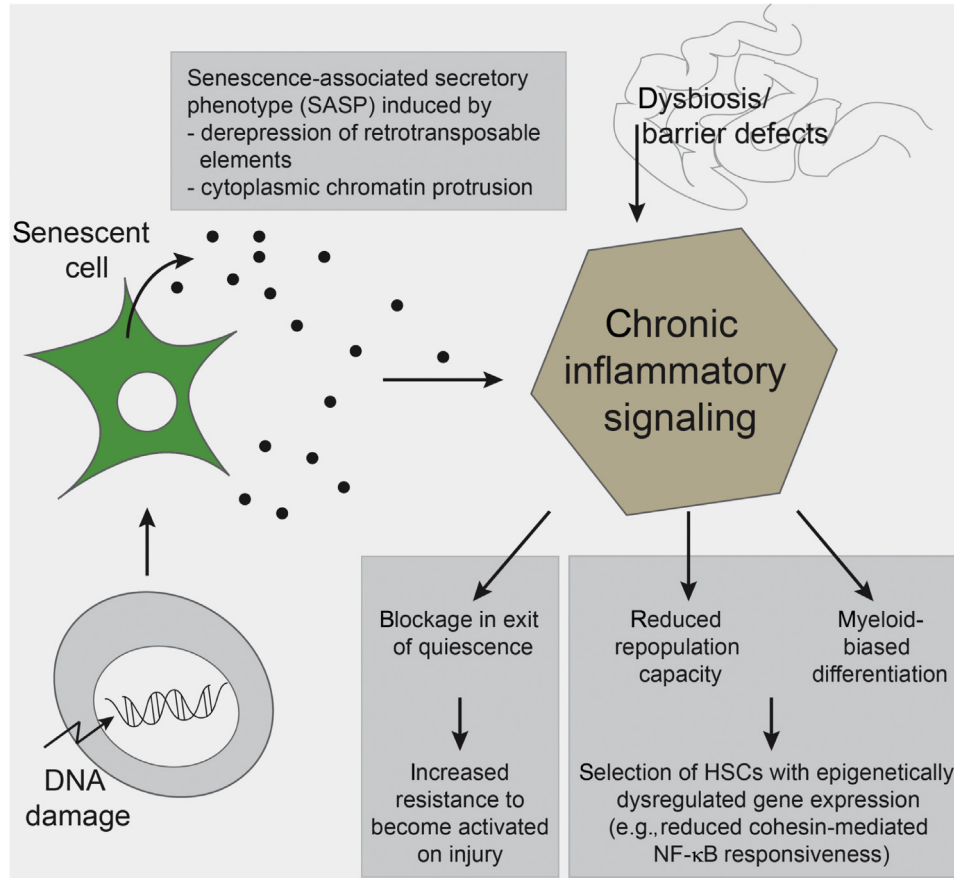 Senescence-associated secretory
phenotype (SASP) induced by
- derepression of retrotransposable
elements
- cytoplasmic chromatin protrusion
Dysbiosis/
barrier defects
Senescent
cell
Chronic
inflammatory
signaling
DNA
damage
Blockage in exit
of quiescence
Increased
resistance to
become activated
on injury
Reduced
repopulation
capacity
Myeloid-
biased
differentiation
Selection of HSCs with epigenetically
dysregulated gene expression
(e.g., reduced cohesin-mediated
NF-κB responsiveness)